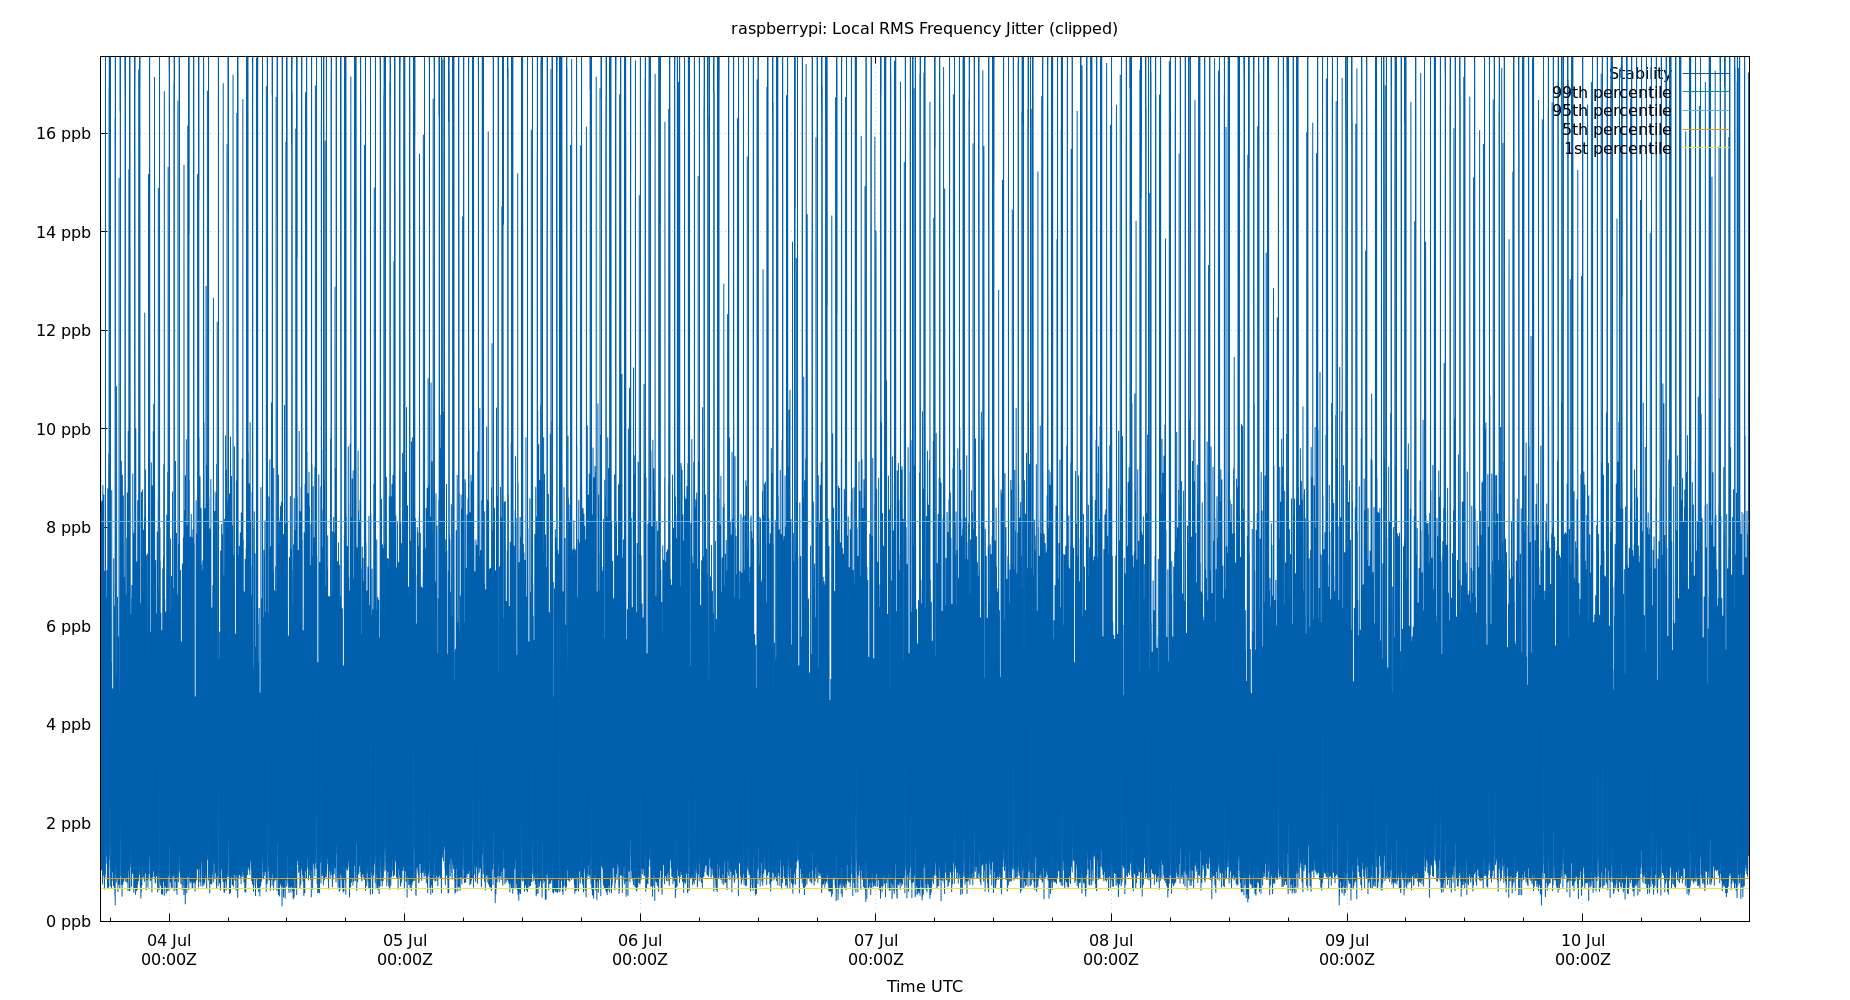 raspberrypi: Local RMS Frequency Jitter (clipped)
Stability
99th percentile
95th percentile
5th percentile
1st percentile
16 ppb
14 ppb
12 ppb
10 ppb
8 ppb
6 ppb
4 ppb
2 ppb
0 ppb
04 Jul 05 Jul 06 Jul 07 Jul 08 Jul 09 Jul 10 Jul
00:00Z 00:00Z 00:00Z 00:00Z 00:00Z 00:00Z 00:00Z
Time UTC